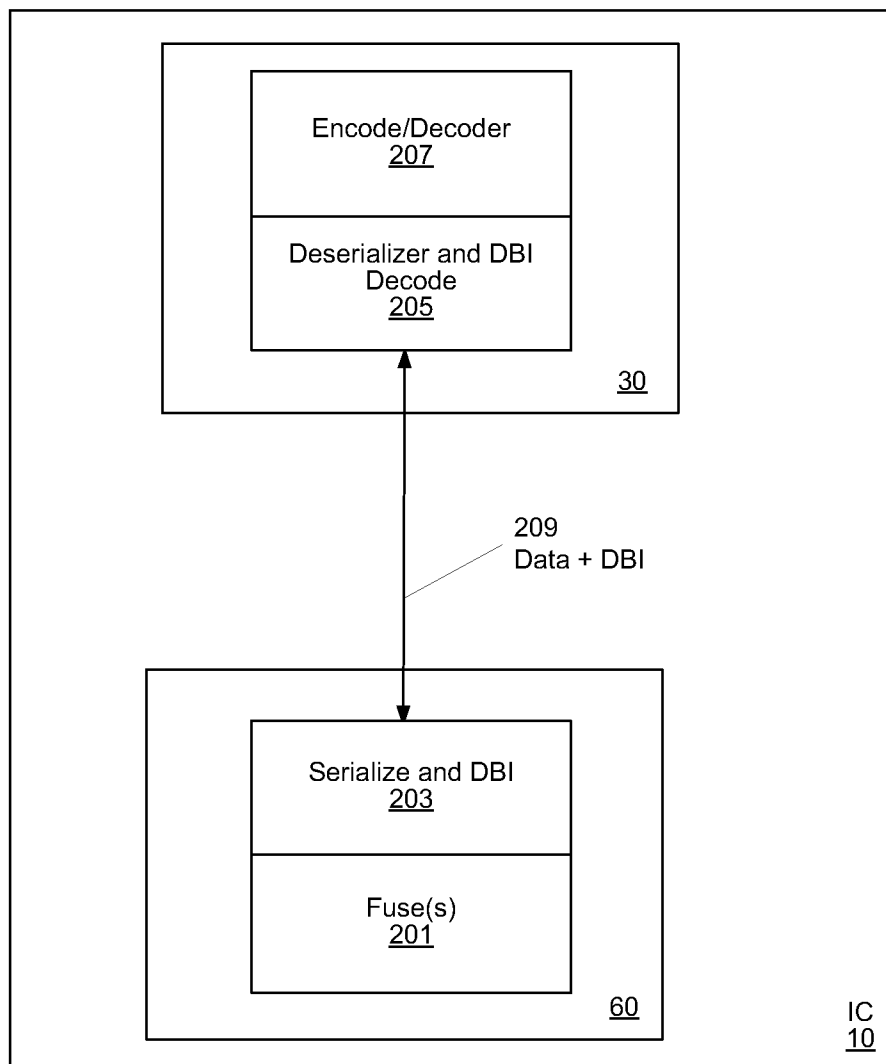 Encode/Decoder
207
Deserializer and DBI
Decode
205
30
209
Data + DBI
Serialize and DBI
203
Fuse(s)
201
60
IC
10